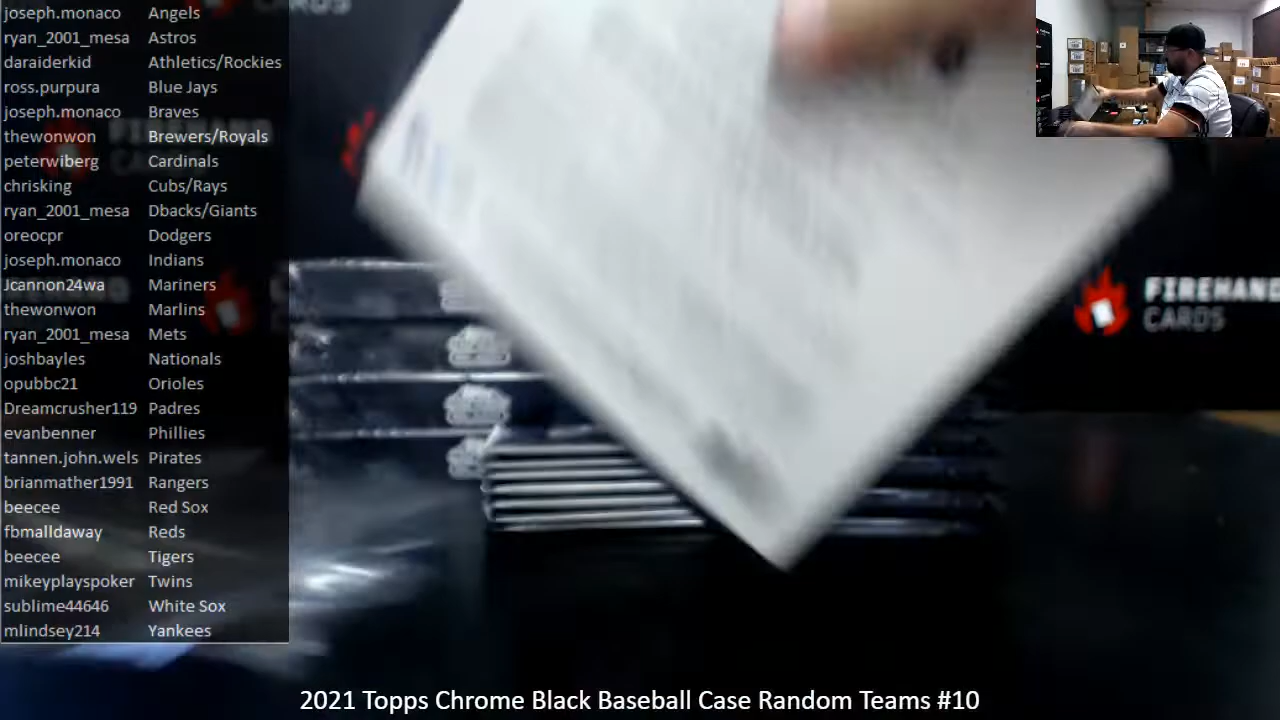 joseph.monaco Angels
ryan_2001_mesa Astros
daraiderkid Athletics/Rockies
ross.purpura Blue Jays
joseph.monaco Braves
thewonwon Brewers/Royals
peterwiberg Cardinals
chrisking Cubs/Rays
ryan_2001_mesa Dbacks/Giants
oreocpr Dodgers
joseph.monaco Indians
Jcannon24wa Mariners
thewonwon Marlins
ryan_2001_mesa Mets
joshbayles Nationals
opubbc21 Orioles
Dreamcrusher119 Padres
evanbenner Phillies
tannen.john.wels Pirates
brianmather1991 Rangers
beecee Red Sox
fbmalldaway Reds
beecee Tigers
mikeyplayspoker Twins
sublime44646 White Sox
mlindsey214 Yankees
FIREHAND
CARDS
2021 Topps Chrome Black Baseball Case Random Teams #10